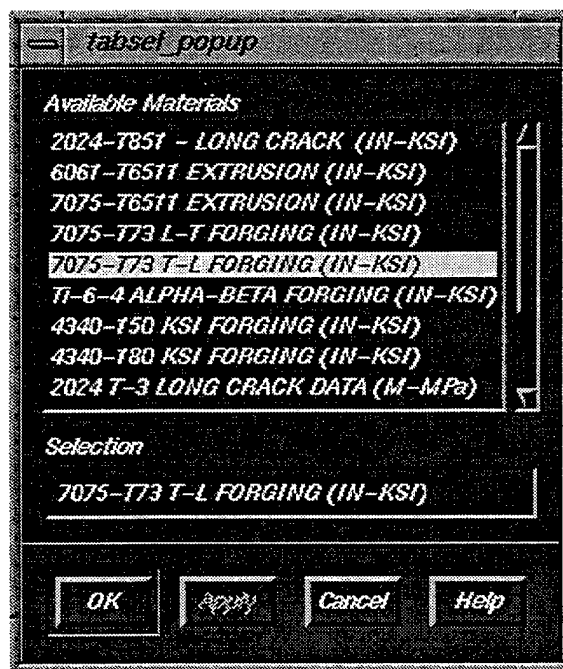 tabsef_popup
Available Materials
2024-T851 - LONG CRACK (IN-KSI)
6061-T6511 EXTRUSION (IN-KSI)
7075-T6511 EXTRUSION (IN-KSI)
7075-T73 L-T FORGING (IN-KSI)
7075-T73 T-L FORGING (IN-KSI)
Ti-6-4 ALPHA-BETA FORGING (IN-KSI)
4340-150 KSI FORGING (IN-KSI)
4340-180 KSI FORGING (IN-KSI)
2024 T-3 LONG CRACK DATA (M-MPa)
Selection
7075-T73 T-L FORGING (IN-KSI)
OK Apply Cancel Help